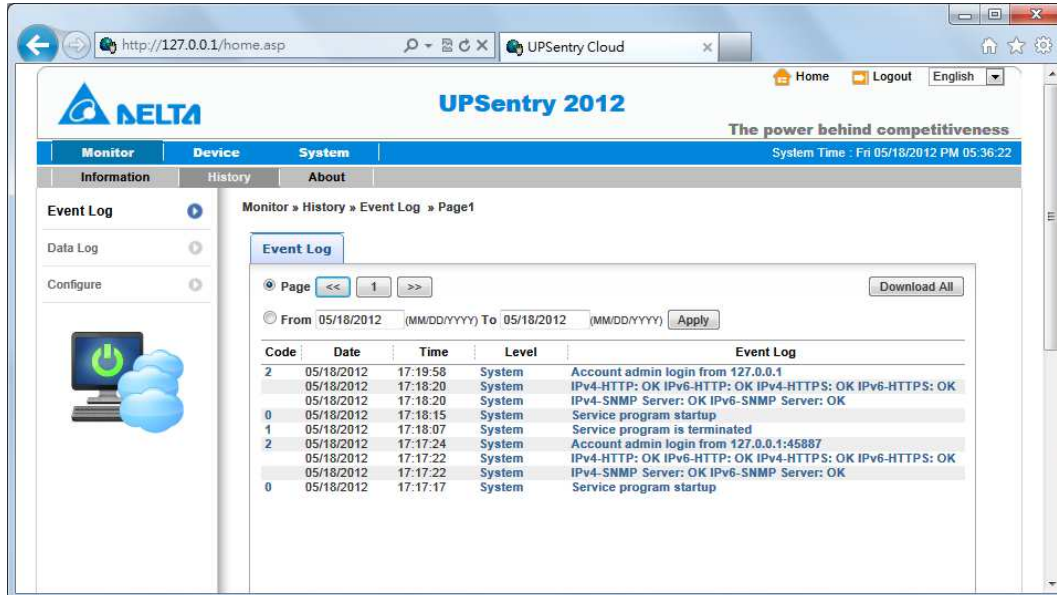 http://127.0.0.1/home.asp
UPSentry Cloud
Home Logout English
DELTA
UPSentry 2012
The power behind competitiveness
Monitor Device System
System Time : Fri 05/18/2012 PM 05:36:22
Information History About
Event Log
Data Log
Configure
Monitor » History » Event Log » Page1
Event Log
Page << 1 >> Download All
From 05/18/2012 (MM/DD/YYYY) To 05/18/2012 (MM/DD/YYYY) Apply
Code Date Time Level Event Log
2 05/18/2012 17:19:58 System Account admin login from 127.0.0.1
05/18/2012 17:18:20 System IPv4-HTTP: OK IPv6-HTTP: OK IPv4-HTTPS: OK IPv6-HTTPS: OK
05/18/2012 17:18:20 System IPv4-SNMP Server: OK IPv6-SNMP Server: OK
0 05/18/2012 17:18:15 System Service program startup
1 05/18/2012 17:18:07 System Service program is terminated
2 05/18/2012 17:17:24 System Account admin login from 127.0.0.1:45887
05/18/2012 17:17:22 System IPv4-HTTP: OK IPv6-HTTP: OK IPv4-HTTPS: OK IPv6-HTTPS: OK
05/18/2012 17:17:22 System IPv4-SNMP Server: OK IPv6-SNMP Server: OK
0 05/18/2012 17:17:17 System Service program startup